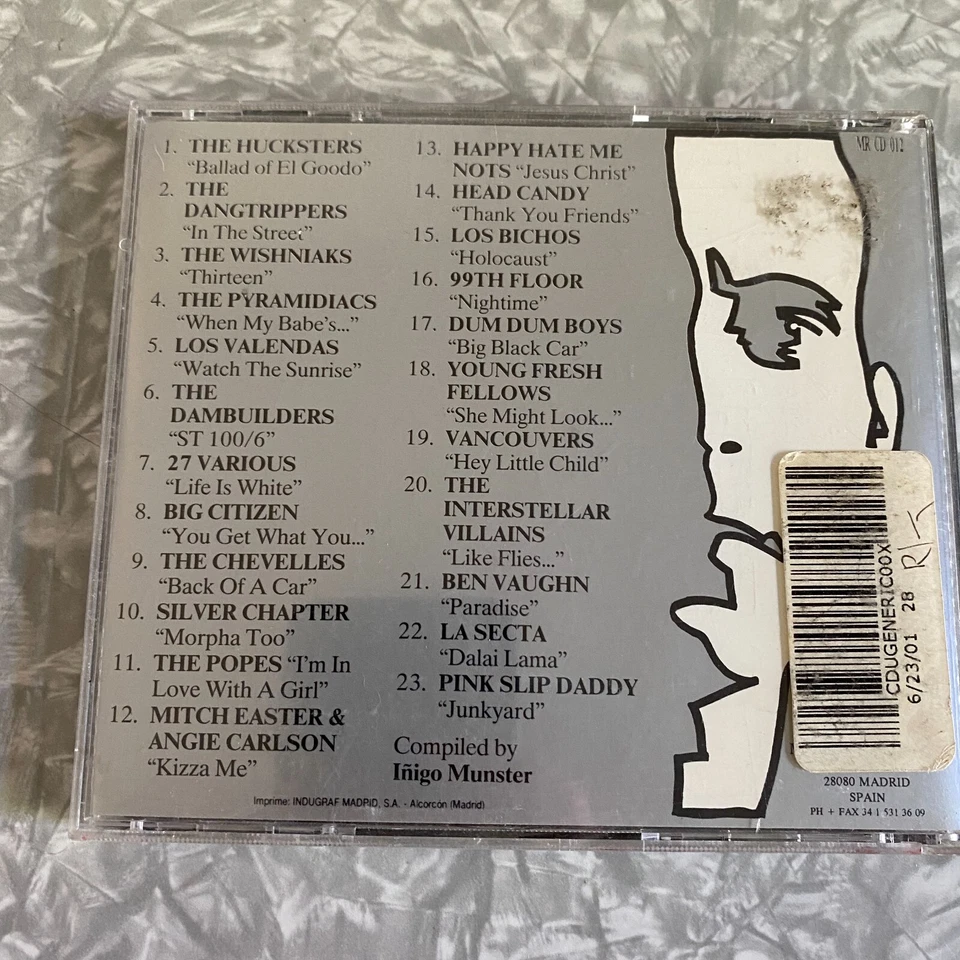 1. THE HUCKSTERS
"Ballad of El Goodo"
2. THE
DANGTRIPPERS
"In The Street"
3. THE WISHNIAKS
"Thirteen"
4. THE PYRAMIDIACS
"When My Babe's..."
5. LOS VALENDAS
"Watch The Sunrise"
6. THE
DAMBUILDERS
"ST 100/6"
7. 27 VARIOUS
"Life Is White"
8. BIG CITIZEN
"You Get What You..."
9. THE CHEVELLES
"Back Of A Car"
10. SILVER CHAPTER
"Morpha Too"
11. THE POPES "I'm In
Love With A Girl"
12. MITCH EASTER &
ANGIE CARLSON
"Kizza Me"
13. HAPPY HATE ME
NOTS "Jesus Christ"
14. HEAD CANDY
"Thank You Friends"
15. LOS BICHOS
"Holocaust"
16. 99TH FLOOR
"Nightime"
17. DUM DUM BOYS
"Big Black Car"
18. YOUNG FRESH
FELLOWS
"She Might Look..."
19. VANCOUVERS
"Hey Little Child"
20. THE
INTERSTELLAR
VILLAINS
"Like Flies..."
21. BEN VAUGHN
"Paradise"
22. LA SECTA
"Dalai Lama"
23. PINK SLIP DADDY
"Junkyard"
Compiled by
Iñigo Munster
Imprime: INDUGRAF MADRID, S.A. - Alcorcón (Madrid)
MR CD 012
CDUGENERIC00X
6/23/01 28
28080 MADRID
SPAIN
PH + FAX 34 1 531 36 09